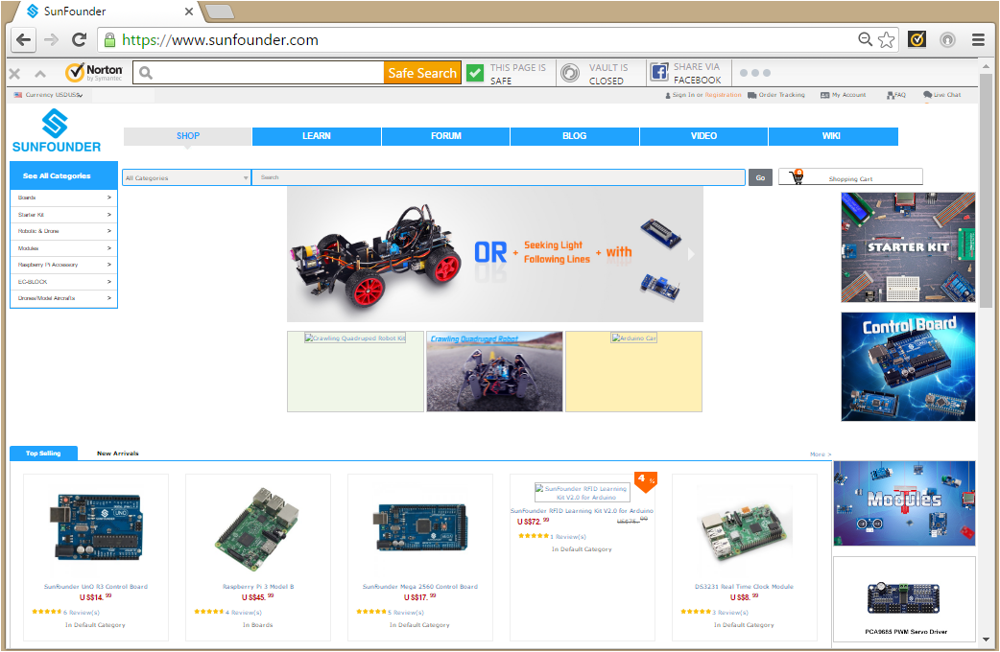 SunFounder
https://www.sunfounder.com
Norton
by Symantec
Safe Search
THIS PAGE IS
SAFE
VAULT IS
CLOSED
SHARE VIA
FACEBOOK
Currency USDUS$
Sign In or Registration
Order Tracking
My Account
FAQ
Live Chat
SUNFOUNDER
SHOP
LEARN
FORUM
BLOG
VIDEO
WIKI
See All Categories
All Categories
Search
Go
Shopping Cart
Boards >
Starter Kit >
Robotic & Drone >
Modules >
Raspberry Pi Accessory >
EC-BLOCK >
Drones/Model Aircrafts >
OR + Seeking Light
Following Lines + with
STARTER KIT
Control Board
Crawling Quadruped Robot Kit
Crawling Quadruped Robot
Arduino Car
Top Selling
New Arrivals
More >
Modules
UNO
SunFounder UnO R3 Control Board
U S$14. 99
6 Review(s)
In Default Category
Raspberry Pi 3 Model B
U S$45. 99
4 Review(s)
In Boards
SunFounder Mega 2560 Control Board
U S$17. 99
5 Review(s)
In Default Category
4 %
SunFounder RFID Learning
Kit V2.0 for Arduino
SunFounder RFID Learning Kit V2.0 for Arduino
U S$72. 99
US$75. 99
1 Review(s)
In Default Category
DS3231 Real Time Clock Module
U S$8. 99
3 Review(s)
In Default Category
PCA9685 PWM Servo Driver